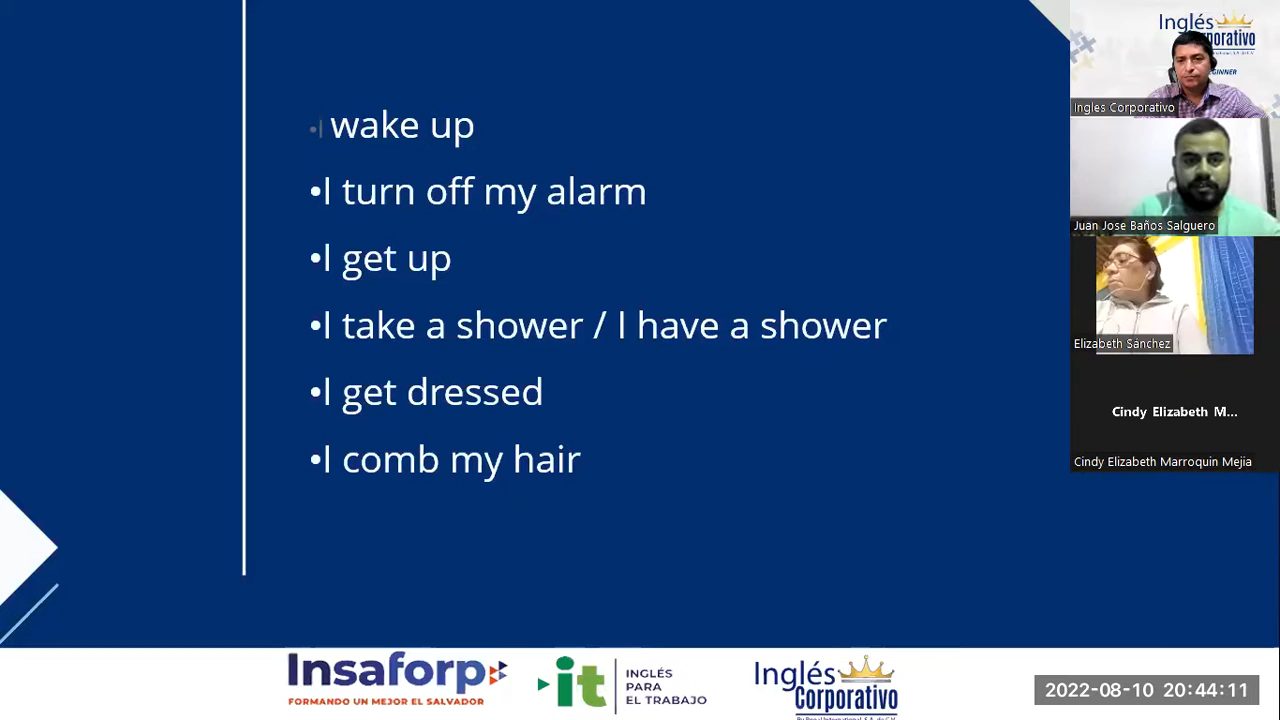 •I wake up
•I turn off my alarm
•I get up
•I take a shower / I have a shower
•I get dressed
•I comb my hair
Inglés
Ingles Corporativo
Juan Jose Baños Salguero
Elizabeth Sánchez
Cindy Elizabeth M...
Cindy Elizabeth Marroquin Mejia
Insaforp
FORMANDO UN MEJOR EL SALVADOR
it
INGLÉS
PARA
EL TRABAJO
Inglés
Corporativo
2022-08-10 20:44:11